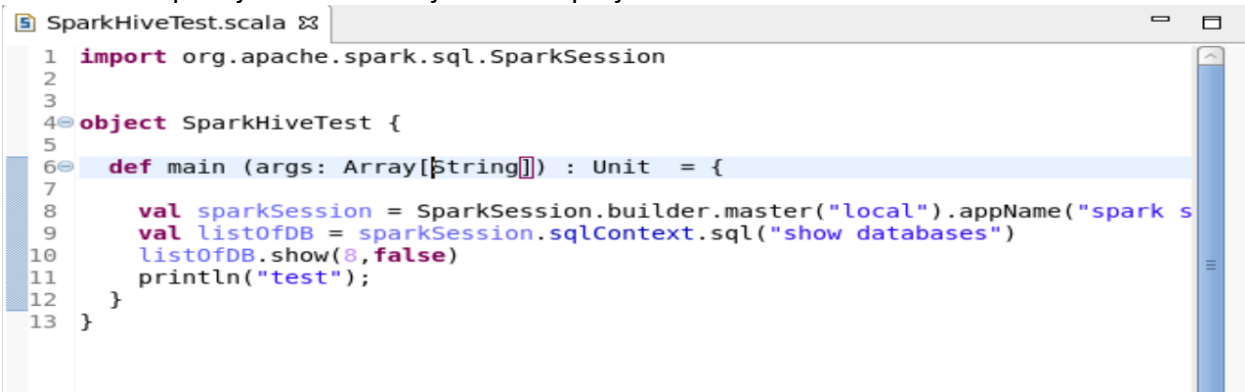 SparkHiveTest.scala
1 import org.apache.spark.sql.SparkSession
2
3
4 object SparkHiveTest {
5
6 def main (args: Array[String]) : Unit  = {
7
8 val sparkSession = SparkSession.builder.master("local").appName("spark s
9 val listOfDB = sparkSession.sqlContext.sql("show databases")
10 listOfDB.show(8,false)
11 println("test");
12 }
13 }